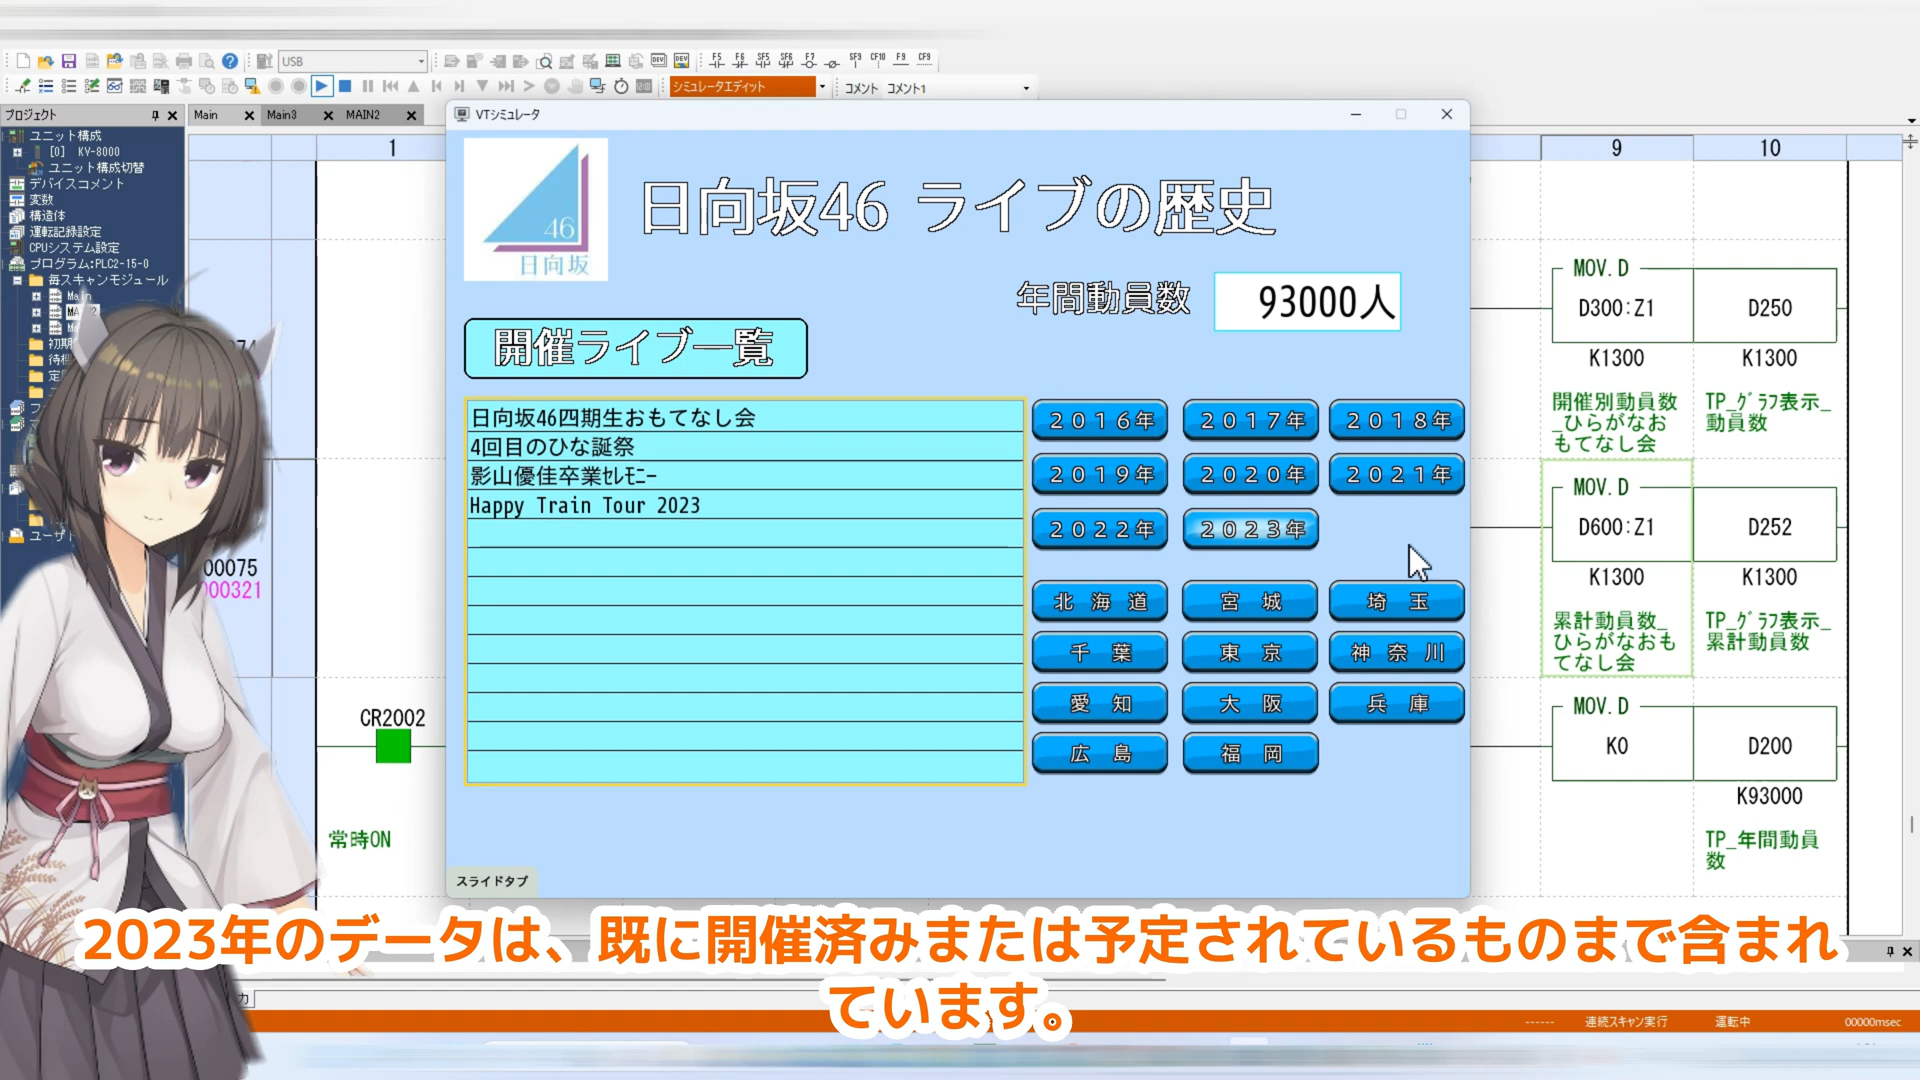 USB
F5 F6 SF5 SF6 F7 SF9 CF10 F9 CF9
シミュレータエディット
コメント コメント1
プロジェクト
Main
Main3
MAIN2
ユニット構成
[0] KV-8000
ユニット構成切替
デバイスコメント
変数
構造体
運転記録設定
CPUシステム設定
プログラム:PLC2-15-0
毎スキャンモジュール
Main
1
9
10
VTシミュレータ
46
日向坂
日向坂46 ライブの歴史
年間動員数
93000人
開催ライブ一覧
日向坂46四期生おもてなし会
4回目のひな誕祭
影山優佳卒業ｾﾚﾓﾆｰ
Happy Train Tour 2023
2016年
2017年
2018年
2019年
2020年
2021年
2022年
2023年
北海道
宮城
埼玉
千葉
東京
神奈川
愛知
大阪
兵庫
広島
福岡
スライドタブ
MOV.D
D300:Z1
D250
K1300
K1300
開催別動員数_ひらがなおもてなし会
TP_ｸﾞﾗﾌ表示_動員数
MOV.D
D600:Z1
D252
K1300
K1300
累計動員数_ひらがなおもてなし会
TP_ｸﾞﾗﾌ表示_累計動員数
MOV.D
K0
D200
K93000
TP_年間動員数
00075
000321
CR2002
常時ON
2023年のデータは、既に開催済みまたは予定されているものまで含まれ
ています。
------
連続スキャン実行
運転中
00000msec